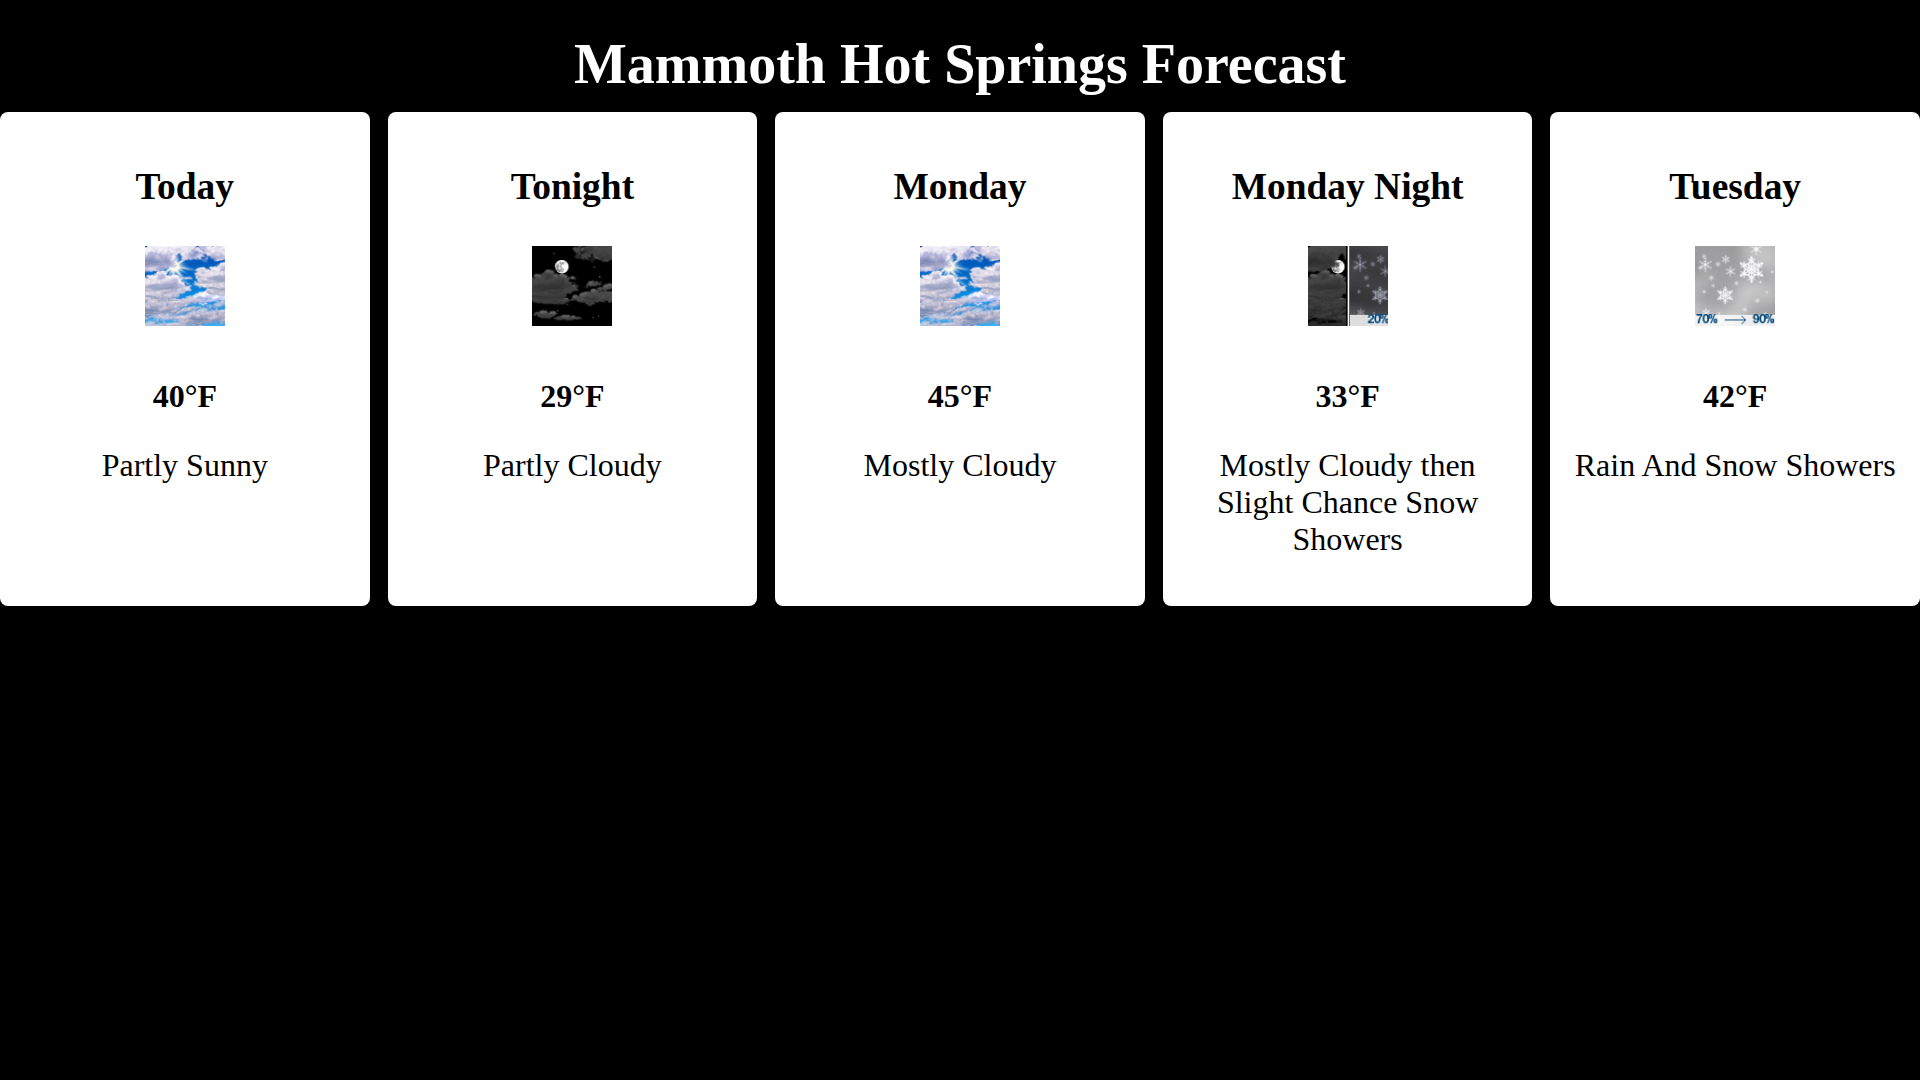 Mammoth Hot Springs Forecast
Today
40°F
Partly Sunny
Tonight
29°F
Partly Cloudy
Monday
45°F
Mostly Cloudy
Monday Night
20%
33°F
Mostly Cloudy then
Slight Chance Snow
Showers
Tuesday
70% → 90%
42°F
Rain And Snow Showers